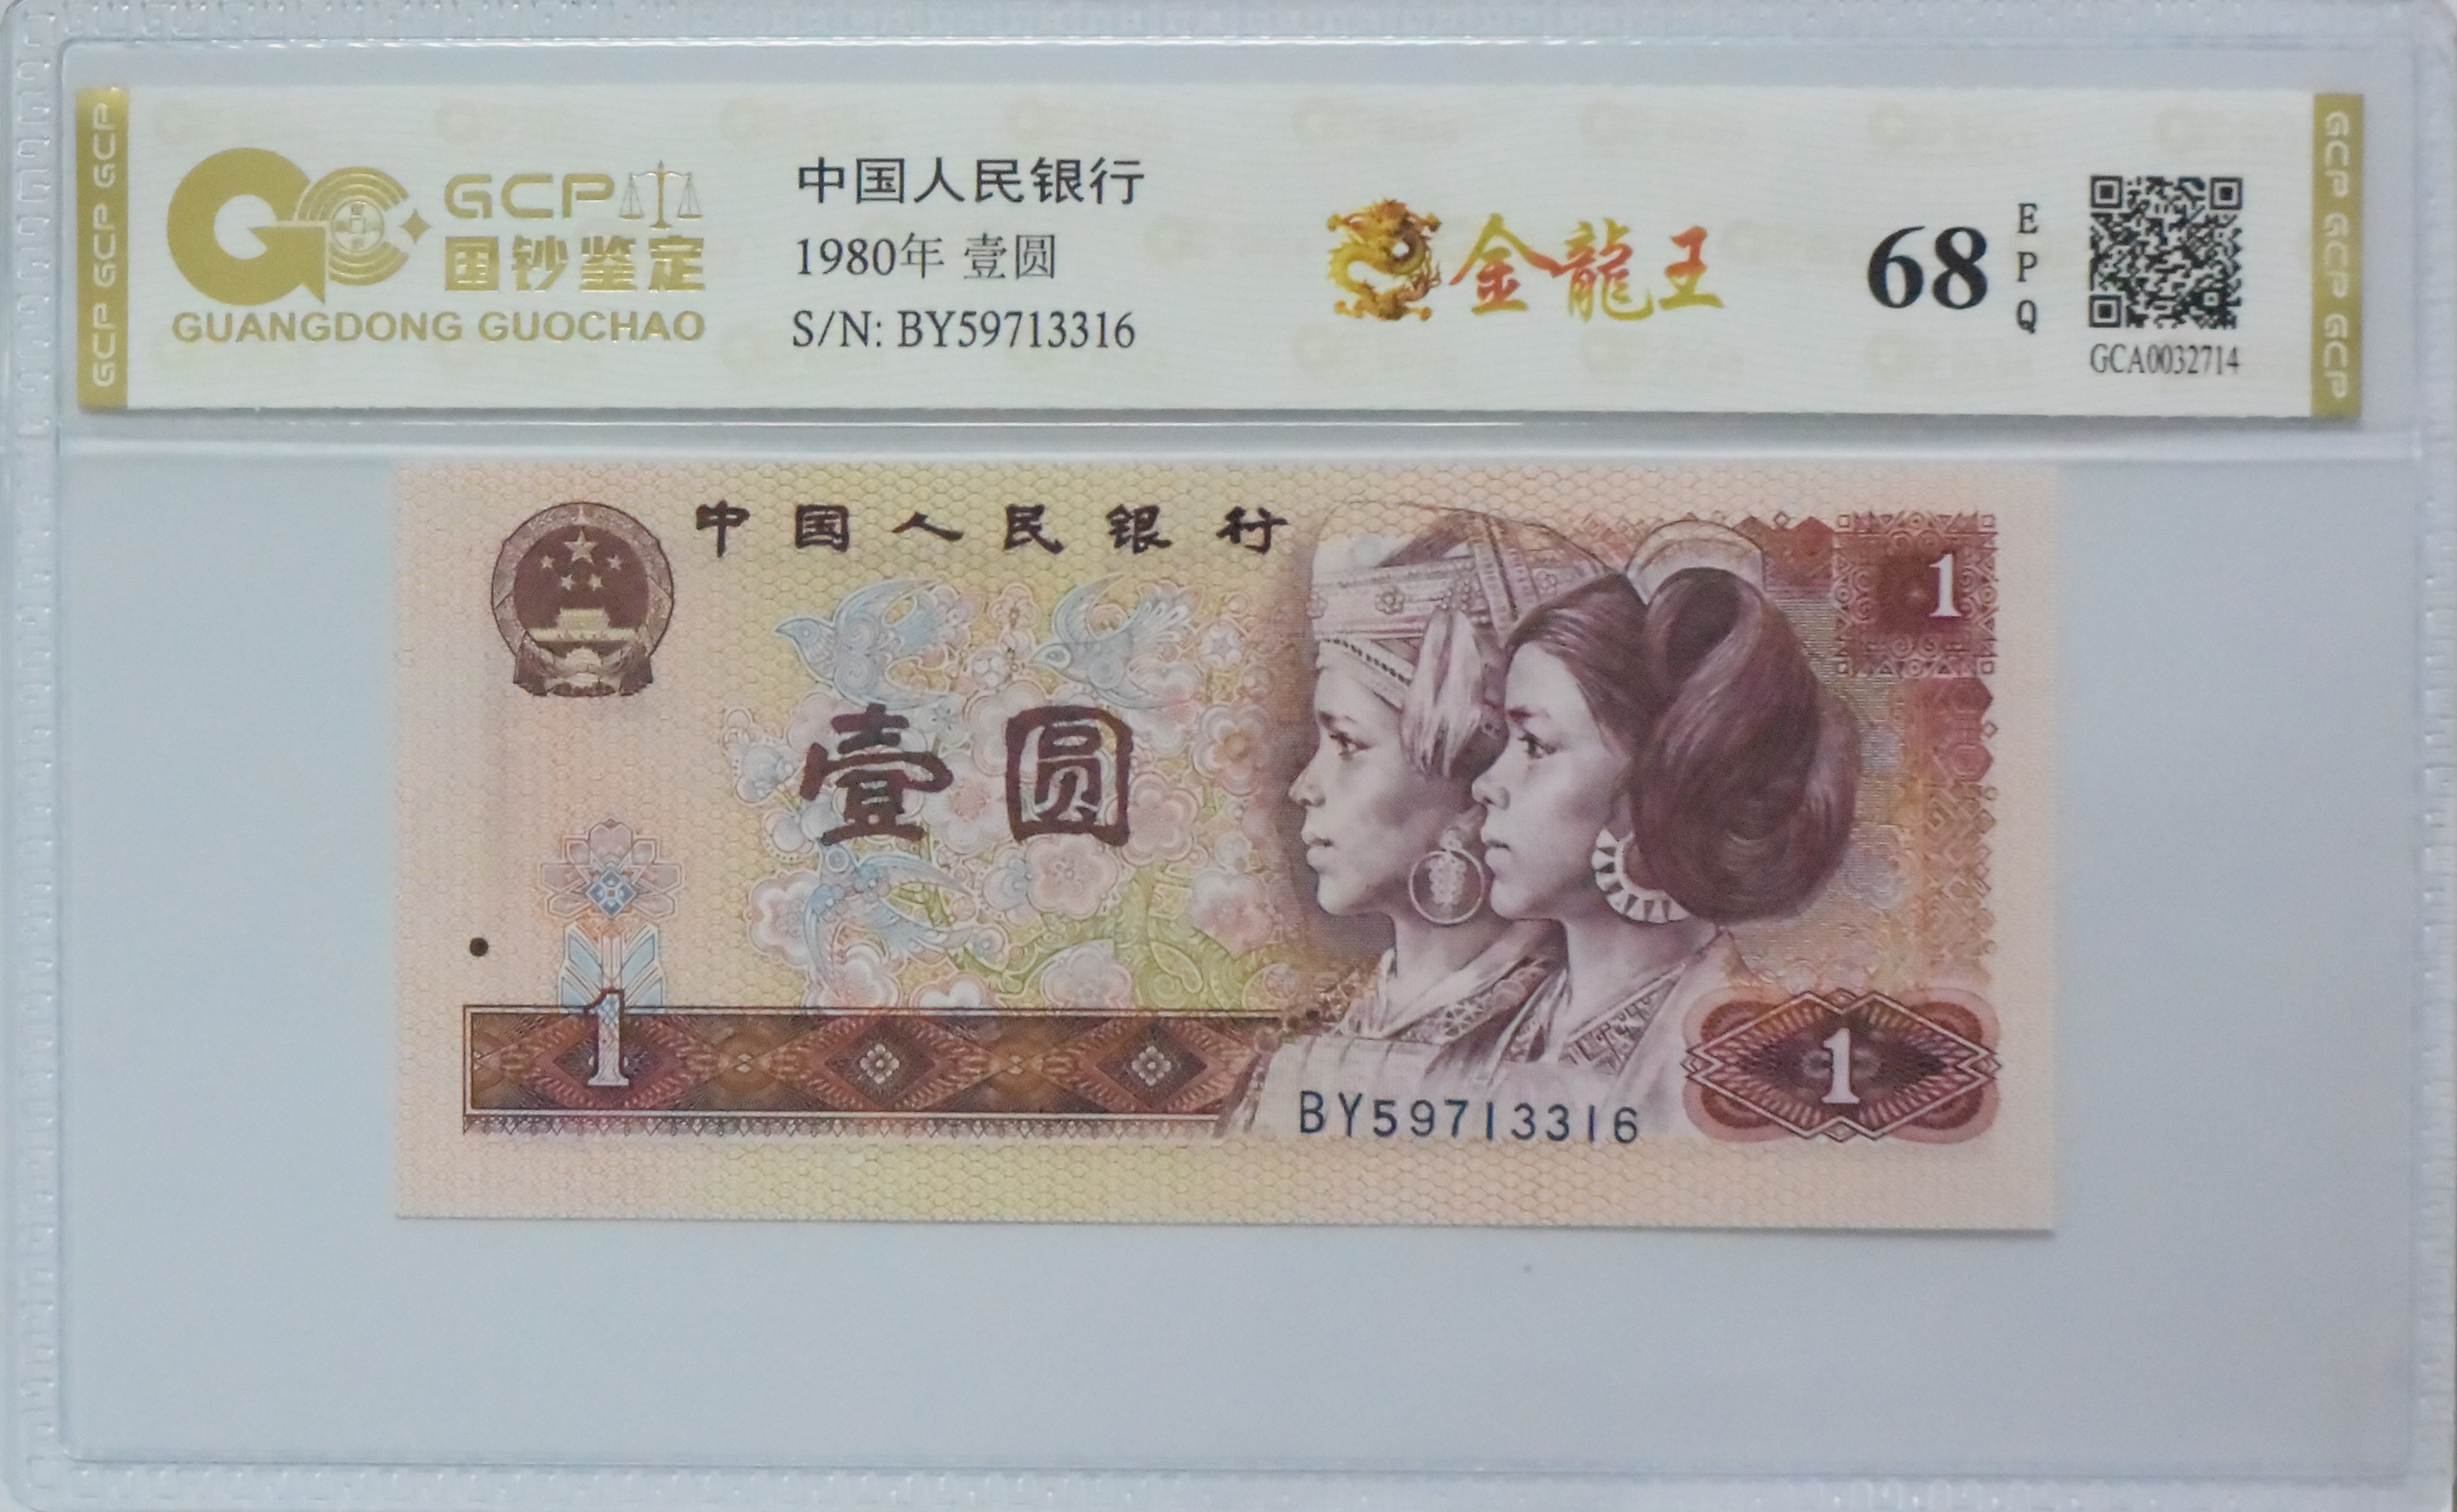 GCP GCP GCP
GCP
国钞鉴定
GUANGDONG GUOCHAO
中国人民银行
1980年 壹圆
S/N: BY59713316
金龍王
68
E
P
Q
GCA0032714
GCP GCP GCP
中国人民银行
1
壹圆
1
1
BY59713316